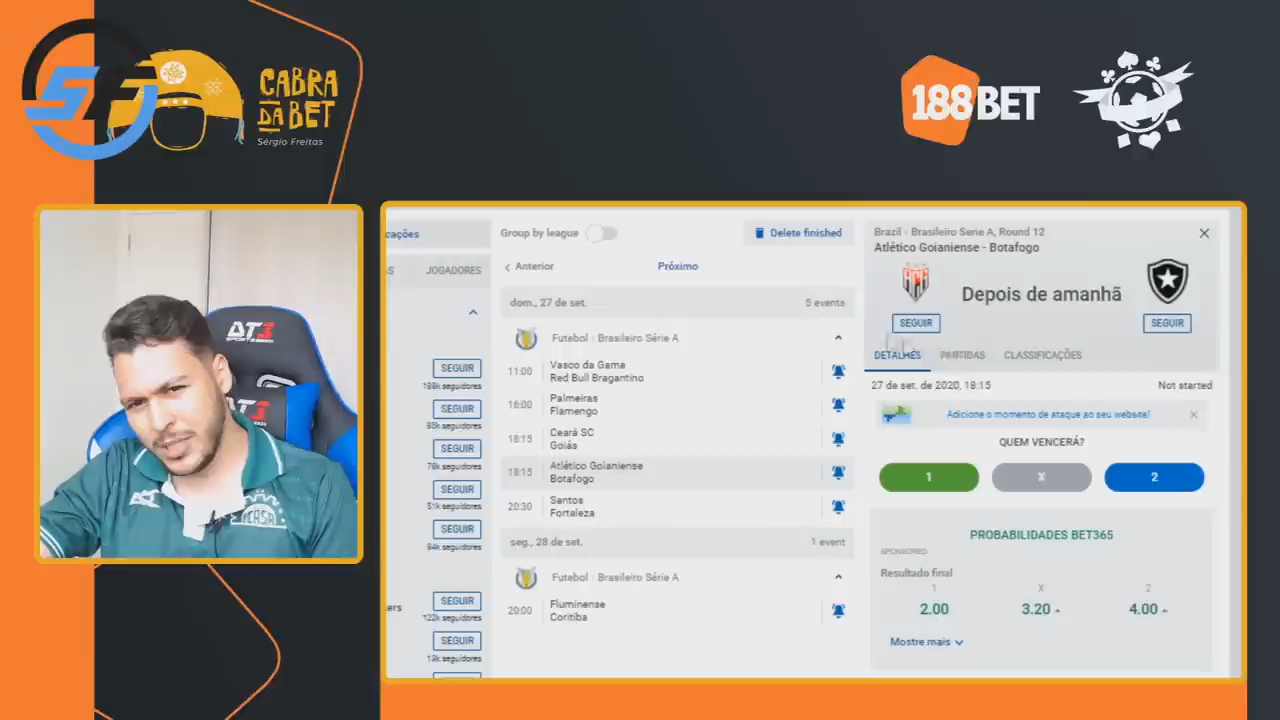 SF
CABRA
DA BET
Sérgio Freitas
188BET
DT3
SPORTS
DT3
cações
JOGADORES
SEGUIR
188k seguidores
SEGUIR
SEGUIR
78k seguidores
SEGUIR
51k seguidores
SEGUIR
94k seguidores
ers
SEGUIR
122k seguidores
SEGUIR
13k seguidores
Group by league
Delete finished
Anterior
Próximo
dom., 27 de set.
5 events
Futebol - Brasileiro Série A
11:00
Vasco da Gama
Red Bull Bragantino
16:00
Palmeiras
Flamengo
18:15
Ceará SC
Goiás
18:15
Atlético Goianiense
Botafogo
20:30
Santos
Fortaleza
seg., 28 de set.
1 event
Futebol - Brasileiro Série A
20:00
Fluminense
Coritiba
Brazil - Brasileiro Serie A, Round 12
Atlético Goianiense - Botafogo
Depois de amanhã
SEGUIR
SEGUIR
DETALHES
PARTIDAS
CLASSIFICAÇÕES
27 de set. de 2020, 18:15
Not started
Adicione o momento de ataque ao seu website!
QUEM VENCERÁ?
1
X
2
PROBABILIDADES BET365
SPONSORED
Resultado final
1
X
2
2.00
3.20
4.00
Mostre mais